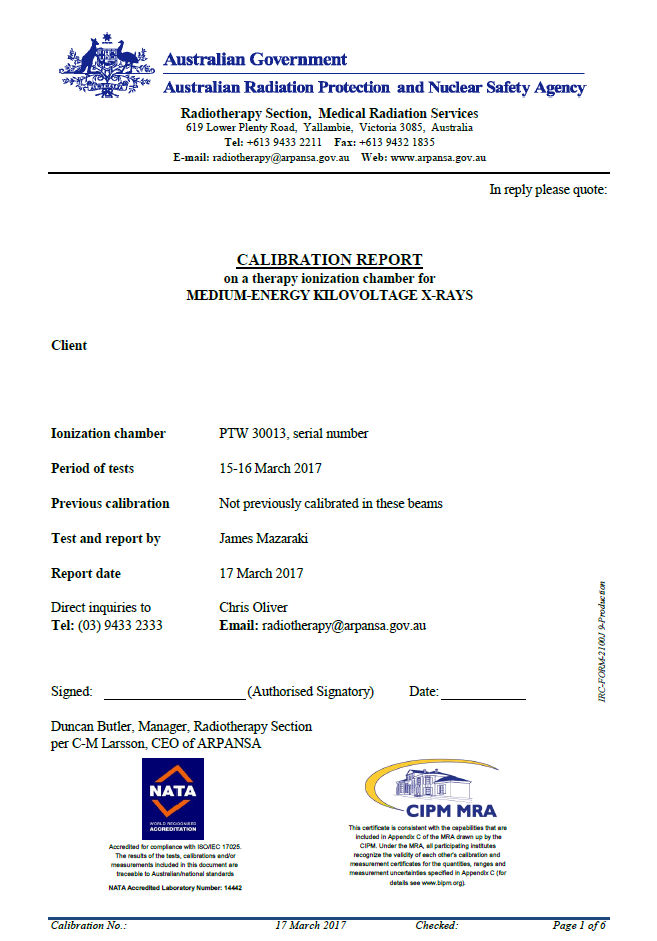 Australian Government
Australian Radiation Protection and Nuclear Safety Agency
Radiotherapy Section, Medical Radiation Services
619 Lower Plenty Road, Yallambie, Victoria 3085, Australia
Tel: +613 9433 2211 Fax: +613 9432 1835
E-mail: radiotherapy@arpansa.gov.au Web: www.arpansa.gov.au
In reply please quote:
CALIBRATION REPORT
on a therapy ionization chamber for
MEDIUM-ENERGY KILOVOLTAGE X-RAYS
Client
Ionization chamber PTW 30013, serial number
Period of tests 15-16 March 2017
Previous calibration Not previously calibrated in these beams
Test and report by James Mazaraki
Report date 17 March 2017
Direct inquiries to Chris Oliver
Tel: (03) 9433 2333 Email: radiotherapy@arpansa.gov.au
IRC-FORM-2100J 9-Production
Signed: ____________________ (Authorised Signatory) Date: ____________
Duncan Butler, Manager, Radiotherapy Section
per C-M Larsson, CEO of ARPANSA
NATA
WORLD RECOGNISED
ACCREDITATION
Accredited for compliance with ISO/IEC 17025.
The results of the tests, calibrations and/or
measurements included in this document are
traceable to Australian/national standards
NATA Accredited Laboratory Number: 14442
CIPM MRA
This certificate is consistent with the capabilities that are
included in Appendix C of the MRA drawn up by the
CIPM. Under the MRA, all participating institutes
recognize the validity of each other's calibration and
measurement certificates for the quantities, ranges and
measurement uncertainties specified in Appendix C (for
details see www.bipm.org).
Calibration No.: 17 March 2017 Checked: Page 1 of 6